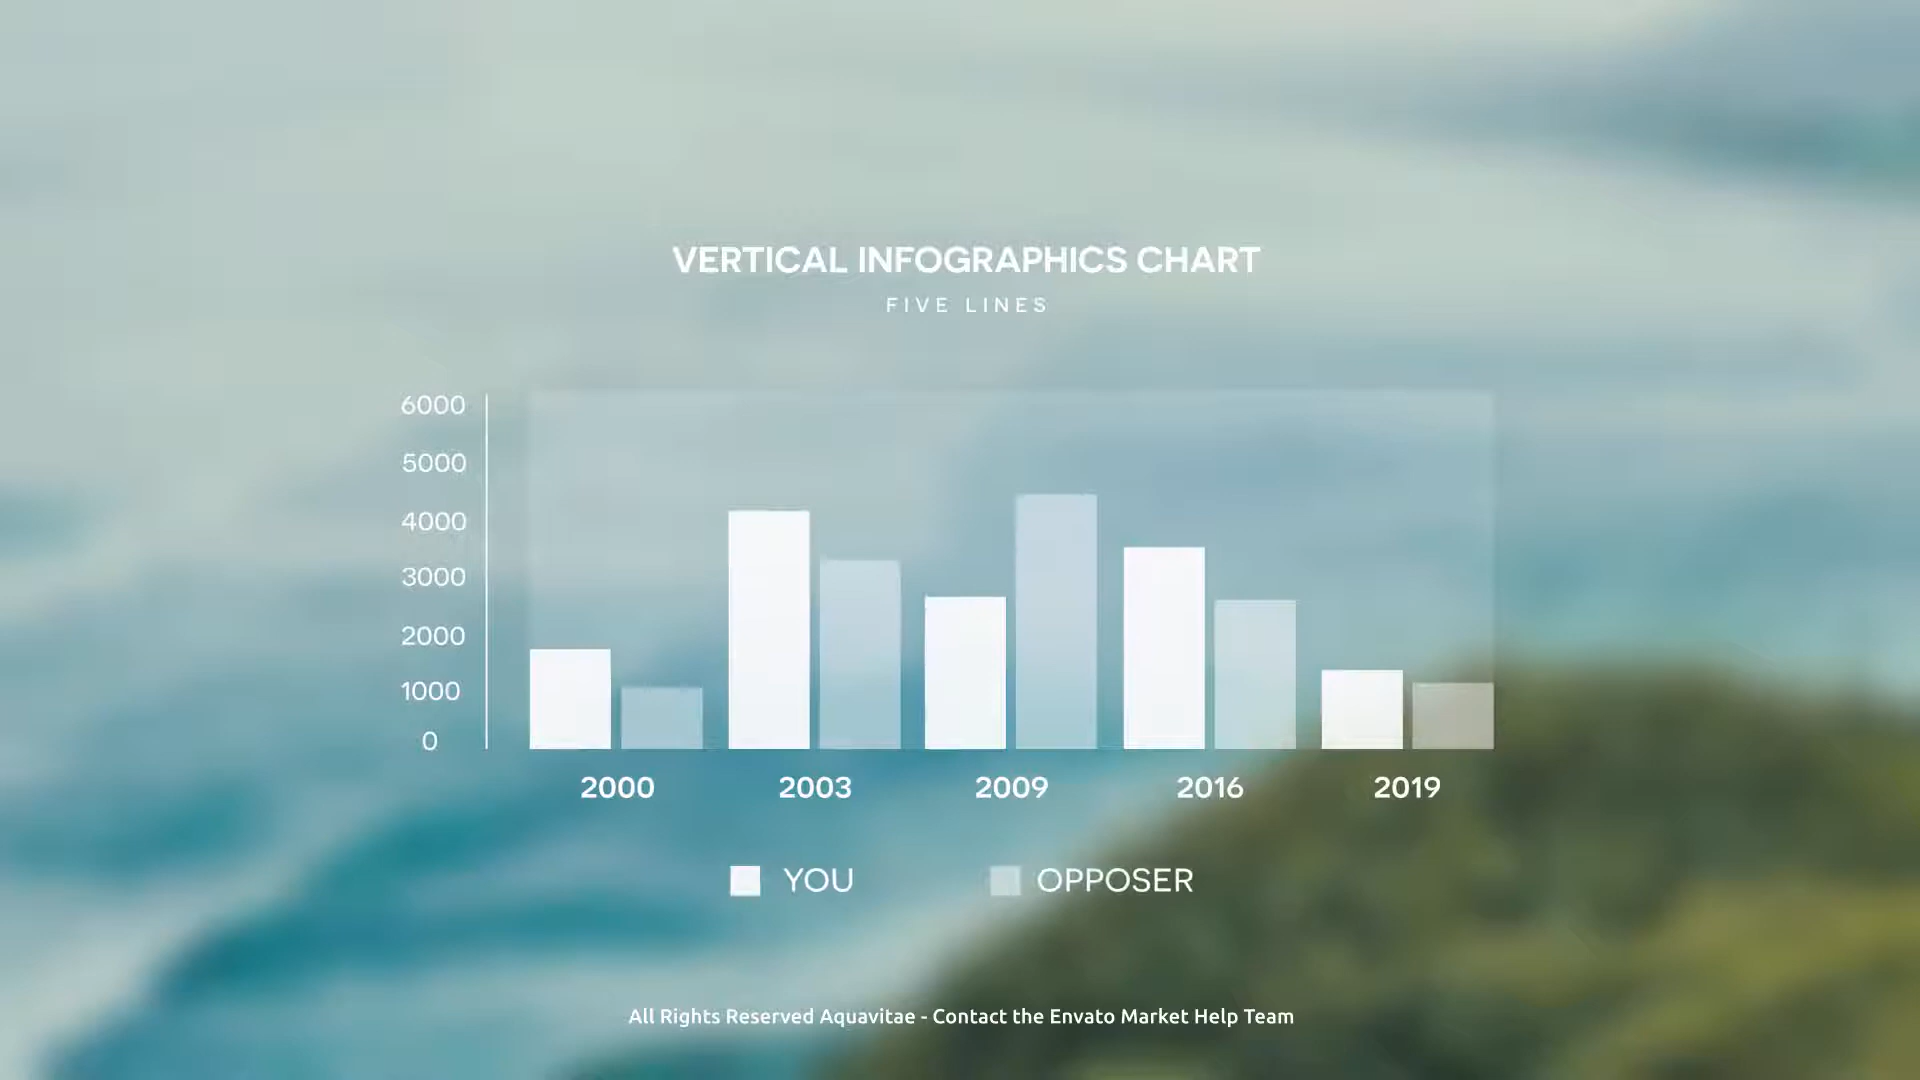 VERTICAL INFOGRAPHICS CHART
FIVE LINES
6000
5000
4000
3000
2000
1000
0
2000 2003 2009 2016 2019
YOU OPPOSER
All Rights Reserved Aquavitae - Contact the Envato Market Help Team